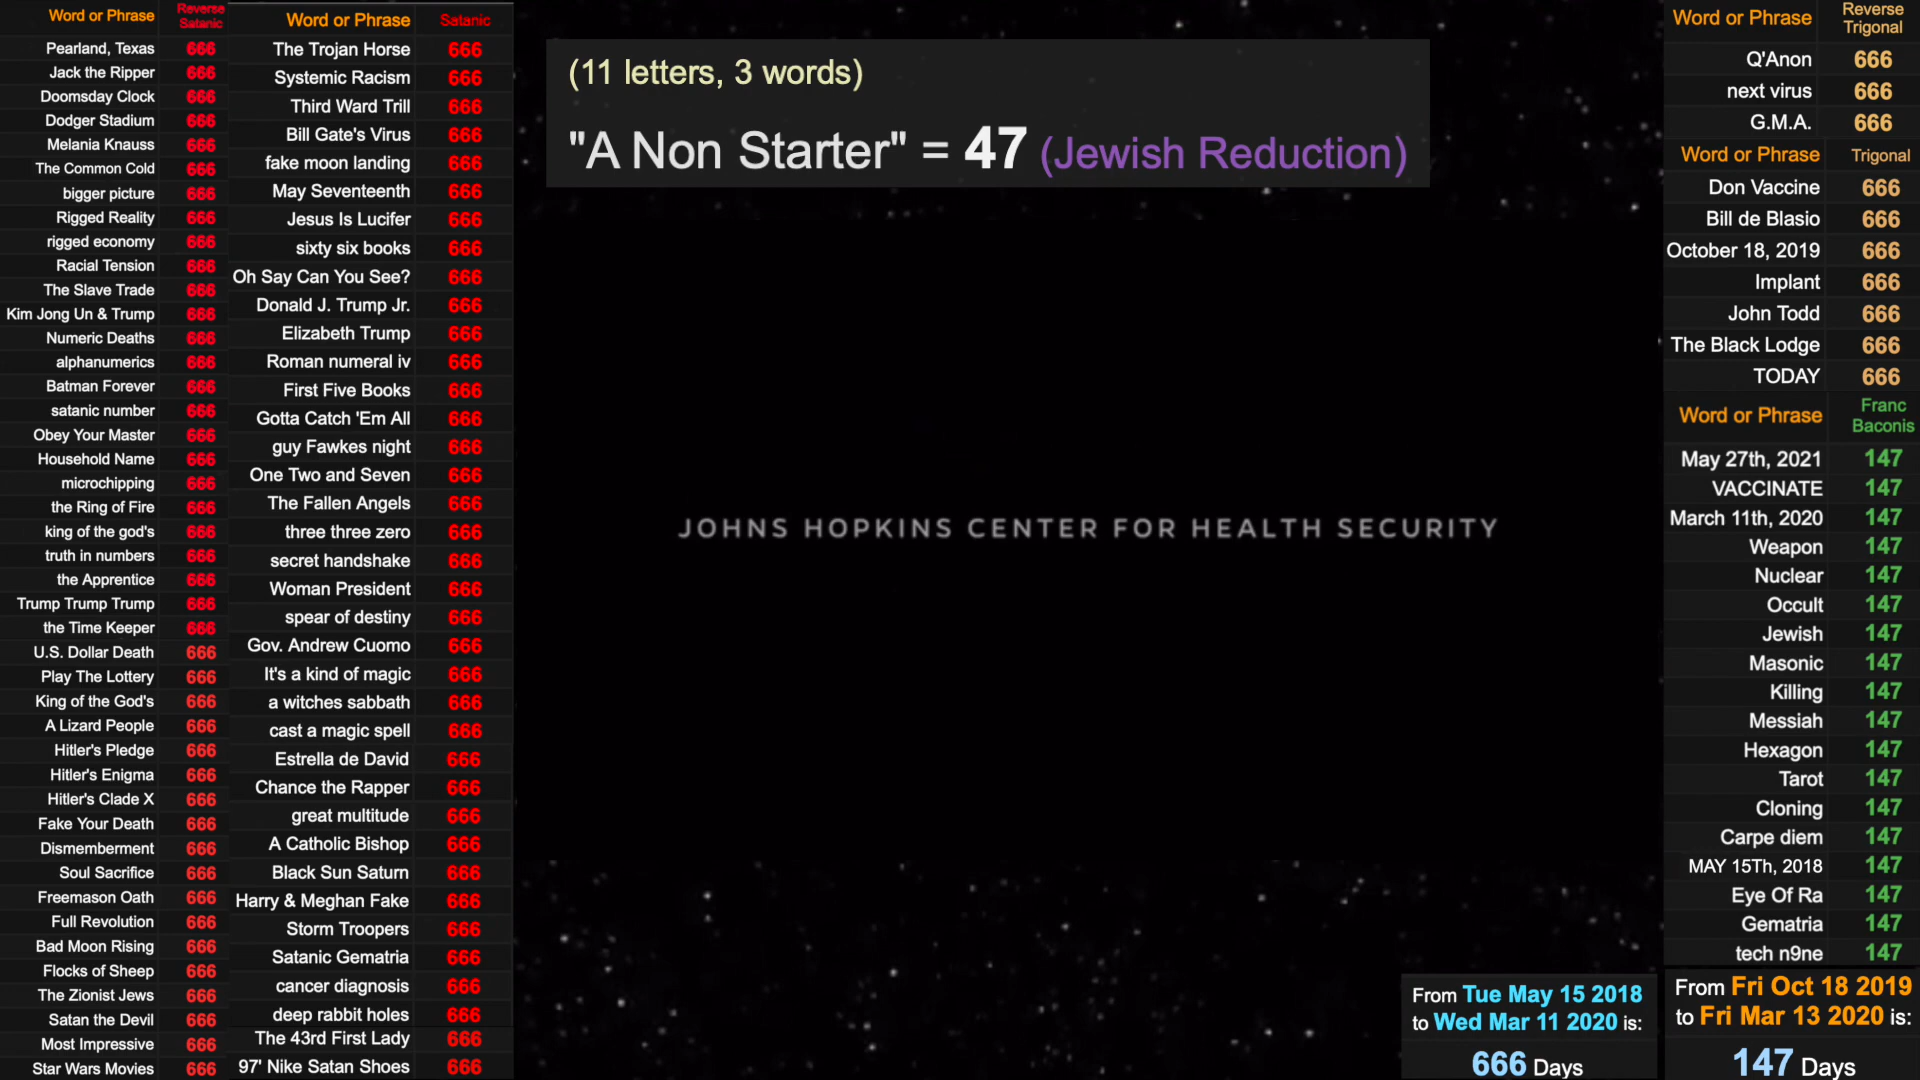 Word or Phrase Reverse Satanic
Pearland, Texas 666
Jack the Ripper 666
Doomsday Clock 666
Dodger Stadium 666
Melania Knauss 666
The Common Cold 666
bigger picture 666
Rigged Reality 666
rigged economy 666
Racial Tension 666
The Slave Trade 666
Kim Jong Un & Trump 666
Numeric Deaths 666
alphanumerics 666
Batman Forever 666
satanic number 666
Obey Your Master 666
Household Name 666
microchipping 666
the Ring of Fire 666
king of the god's 666
truth in numbers 666
the Apprentice 666
Trump Trump Trump 666
the Time Keeper 666
U.S. Dollar Death 666
Play The Lottery 666
King of the God's 666
A Lizard People 666
Hitler's Pledge 666
Hitler's Enigma 666
Hitler's Clade X 666
Fake Your Death 666
Dismemberment 666
Soul Sacrifice 666
Freemason Oath 666
Full Revolution 666
Bad Moon Rising 666
Flocks of Sheep 666
The Zionist Jews 666
Satan the Devil 666
Most Impressive 666
Star Wars Movies 666
Word or Phrase Satanic
The Trojan Horse 666
Systemic Racism 666
Third Ward Trill 666
Bill Gate's Virus 666
fake moon landing 666
May Seventeenth 666
Jesus Is Lucifer 666
sixty six books 666
Oh Say Can You See? 666
Donald J. Trump Jr. 666
Elizabeth Trump 666
Roman numeral iv 666
First Five Books 666
Gotta Catch 'Em All 666
guy Fawkes night 666
One Two and Seven 666
The Fallen Angels 666
three three zero 666
secret handshake 666
Woman President 666
spear of destiny 666
Gov. Andrew Cuomo 666
It's a kind of magic 666
a witches sabbath 666
cast a magic spell 666
Estrella de David 666
Chance the Rapper 666
great multitude 666
A Catholic Bishop 666
Black Sun Saturn 666
Harry & Meghan Fake 666
Storm Troopers 666
Satanic Gematria 666
cancer diagnosis 666
deep rabbit holes 666
The 43rd First Lady 666
97' Nike Satan Shoes 666
(11 letters, 3 words)
"A Non Starter" = 47 (Jewish Reduction)
JOHNS HOPKINS CENTER FOR HEALTH SECURITY
From Tue May 15 2018
to Wed Mar 11 2020 is:
666 Days
Word or Phrase Reverse Trigonal
Q'Anon 666
next virus 666
G.M.A. 666
Word or Phrase Trigonal
Don Vaccine 666
Bill de Blasio 666
October 18, 2019 666
Implant 666
John Todd 666
The Black Lodge 666
TODAY 666
Word or Phrase Franc Baconis
May 27th, 2021 147
VACCINATE 147
March 11th, 2020 147
Weapon 147
Nuclear 147
Occult 147
Jewish 147
Masonic 147
Killing 147
Messiah 147
Hexagon 147
Tarot 147
Cloning 147
Carpe diem 147
MAY 15Th, 2018 147
Eye Of Ra 147
Gematria 147
tech n9ne 147
From Fri Oct 18 2019
to Fri Mar 13 2020 is:
147 Days